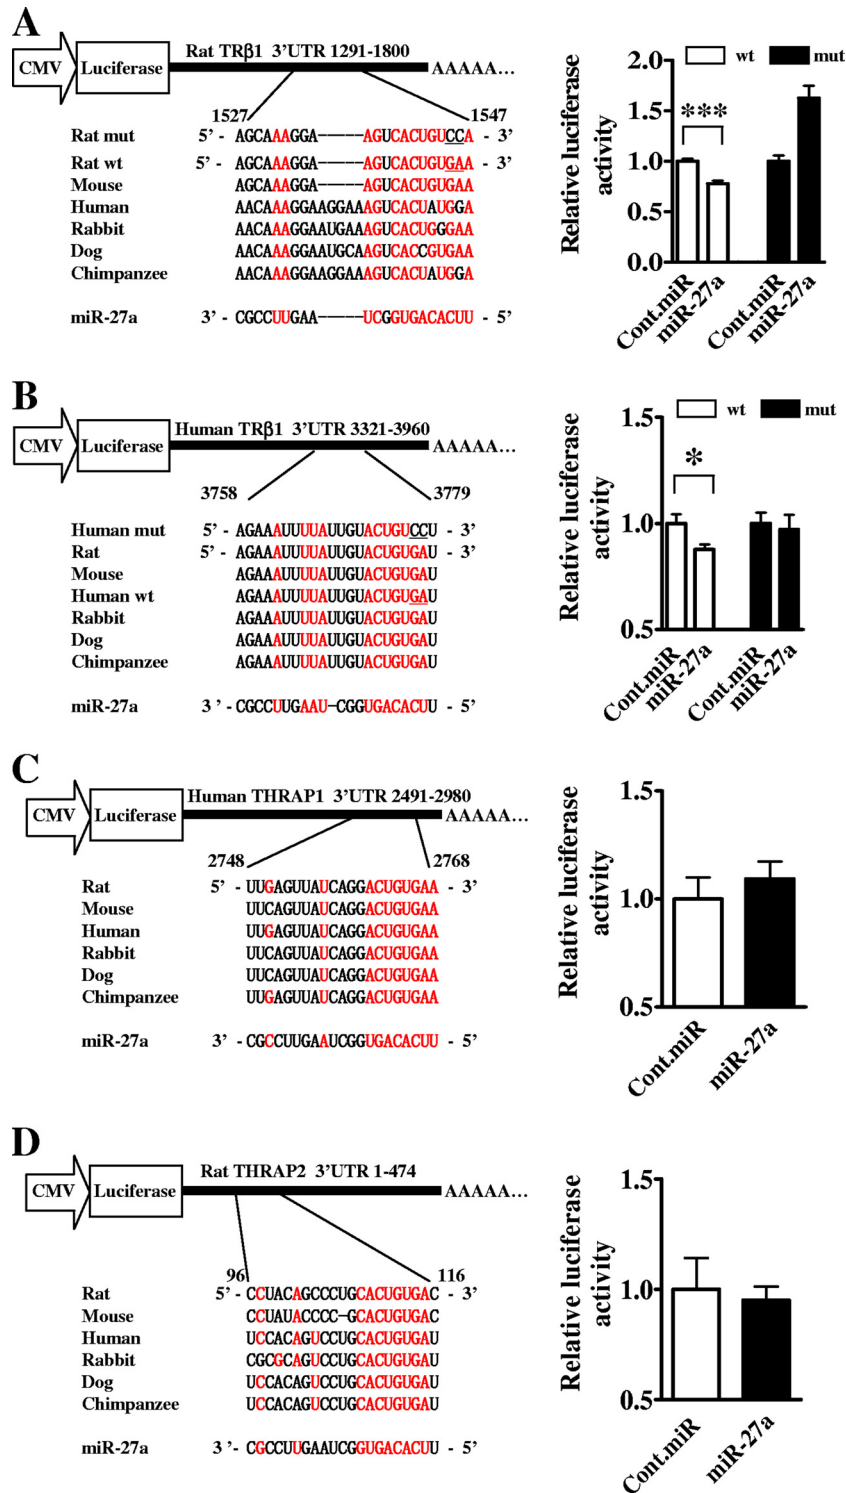 A
CMV Luciferase Rat TRβ1 3’UTR 1291-1800 AAAAA...
1527 1547
Rat mut 5’ - AGCAAAGGA-----AGUCACUGUCCA - 3’
Rat wt 5’ - AGCAAAGGA-----AGUCACUGUGAA - 3’
Mouse AGCAAAGGA-----AGUCACUGUGAA
Human AACAAAGGAAGGAAAGUCACUAUGGA
Rabbit AACAAAGGAAUGAAAGUCACUGGGAA
Dog AACAAAGGAAUGCAAGUCACCGUGAA
Chimpanzee AACAAAGGAAGGAAAGUCACUAUGGA
miR-27a 3’ - CGCCUUGAA-----UCGGUGACACUU - 5’
wt mut
Relative luciferase activity
2.0
1.5
1.0
0.5
0.0
***
Cont.miR
miR-27a
Cont.miR
miR-27a
B
CMV Luciferase Human TRβ1 3’UTR 3321-3960 AAAAA...
3758 3779
Human mut 5’ - AGAAAUUUUAUUGUACUGUCCU - 3’
Rat 5’ - AGAAAUUUUAUUGUACUGUGAU - 3’
Mouse AGAAAUUUUAUUGUACUGUGAU
Human wt AGAAAUUUUAUUGUACUGUGAU
Rabbit AGAAAUUUUAUUGUACUGUGAU
Dog AGAAAUUUUAUUGUACUGUGAU
Chimpanzee AGAAAUUUUAUUGUACUGUGAU
miR-27a 3’ - CGCCUUGAAU-CGGUGACACUU - 5’
wt mut
Relative luciferase activity
1.5
1.0
0.5
*
Cont.miR
miR-27a
Cont.miR
miR-27a
C
CMV Luciferase Human THRAP1 3’UTR 2491-2980 AAAAA...
2748 2768
Rat 5’ - UUGAGUUAUCAGGACUGUGAA - 3’
Mouse UUCAGUUAUCAGGACUGUGAA
Human UUGAGUUAUCAGGACUGUGAA
Rabbit UUCAGUUAUCAGGACUGUGAA
Dog UUCAGUUAUCAGGACUGUGAA
Chimpanzee UUGAGUUAUCAGGACUGUGAA
miR-27a 3’ - CGCCUUGAAUCGGUGACACUU - 5’
Relative luciferase activity
1.5
1.0
0.5
Cont.miR
miR-27a
D
CMV Luciferase Rat THRAP2 3’UTR 1-474 AAAAA...
96 116
Rat 5’ - CCUACAGCCCUGCACUGUGAC - 3’
Mouse CCUAUACCCC-GCACUGUGAC
Human UCCACAGUCCUGCACUGUGAU
Rabbit CGCGCAGUCCUGCACUGUGAU
Dog UCCACAGUCCUGCACUGUGAU
Chimpanzee UCCACAGUCCUGCACUGUGAU
miR-27a 3’ - CGCCUUGAAUCGGUGACACUU - 5’
Relative luciferase activity
1.5
1.0
0.5
Cont.miR
miR-27a